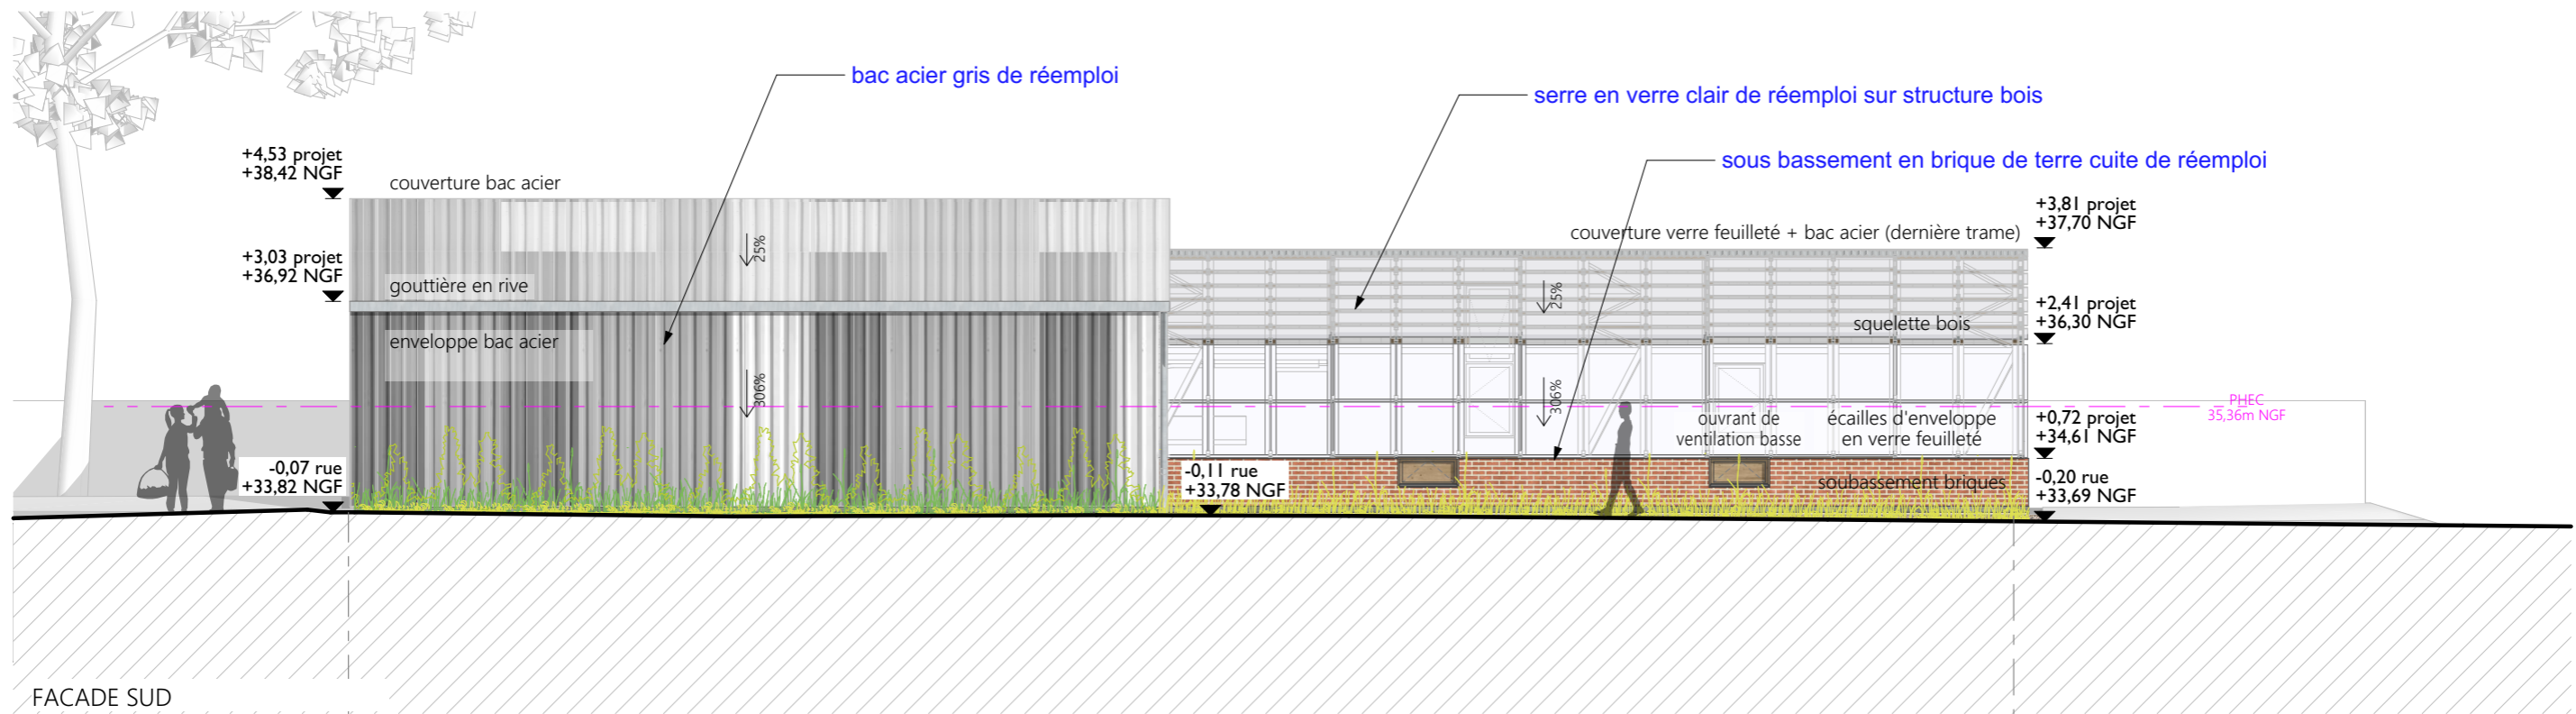 bac acier gris de réemploi
serre en verre clair de réemploi sur structure bois
sous bassement en brique de terre cuite de réemploi
+4,53 projet
+38,42 NGF
couverture bac acier
+3,81 projet
+37,70 NGF
couverture verre feuilleté + bac acier (dernière trame)
+3,03 projet
+36,92 NGF
gouttière en rive
25%
25%
+2,41 projet
+36,30 NGF
squelette bois
enveloppe bac acier
306%
306%
PHEC
35,36m NGF
ouvrant de
ventilation basse
écailles d'enveloppe
en verre feuilleté
+0,72 projet
+34,61 NGF
-0,07 rue
+33,82 NGF
-0,11 rue
+33,78 NGF
soubassement briques
-0,20 rue
+33,69 NGF
FACADE SUD